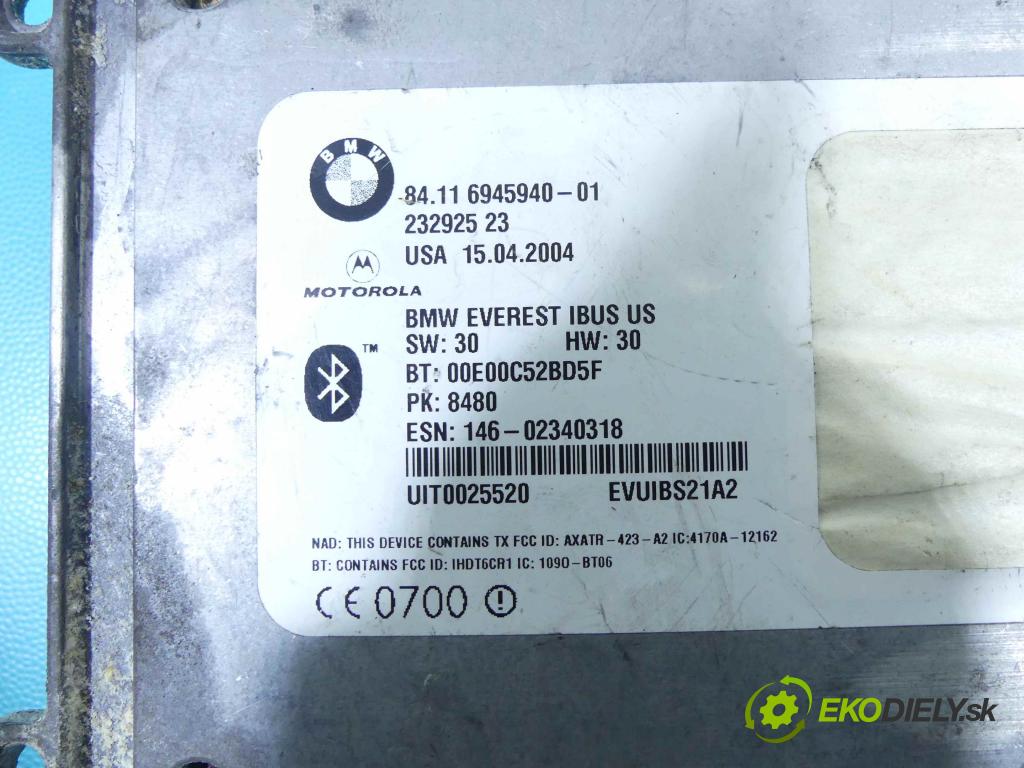 BMW
84.11 6945940-01
232925 23
USA 15.04.2004
MOTOROLA
BMW EVEREST IBUS US
SW: 30 HW: 30
TM
BT: 00E00C52BD5F
PK: 8480
ESN: 146-02340318
UIT0025520 EVUIBS21A2
NAD: THIS DEVICE CONTAINS TX FCC ID: AXATR-423-A2 IC:4170A-12162
BT: CONTAINS FCC ID: IHDT6CR1 IC: 1090-BT06
CE 0700
EKODIELY.sk